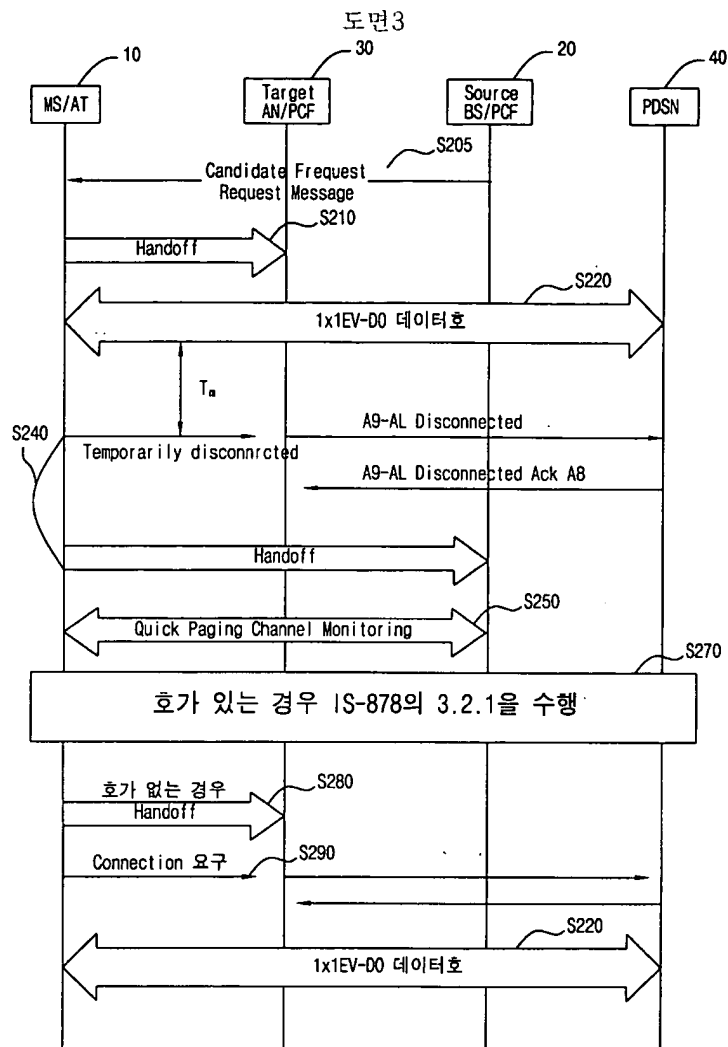 도면3
10
30
20
40
MS/AT
Target
AN/PCF
Source
BS/PCF
PDSN
S205
Candidate Frequest
Request Message
S210
Handoff
S220
1x1EV-DO 데이터호
Tα
S240
A9-AL Disconnected
Temporarily disconnrcted
A9-AL Disconnected Ack A8
Handoff
S250
Quick Paging Channel Monitoring
S270
호가 있는 경우 IS-878의 3.2.1을 수행
호가 없는 경우
S280
Handoff
S290
Connection 요구
S220
1x1EV-DO 데이터호